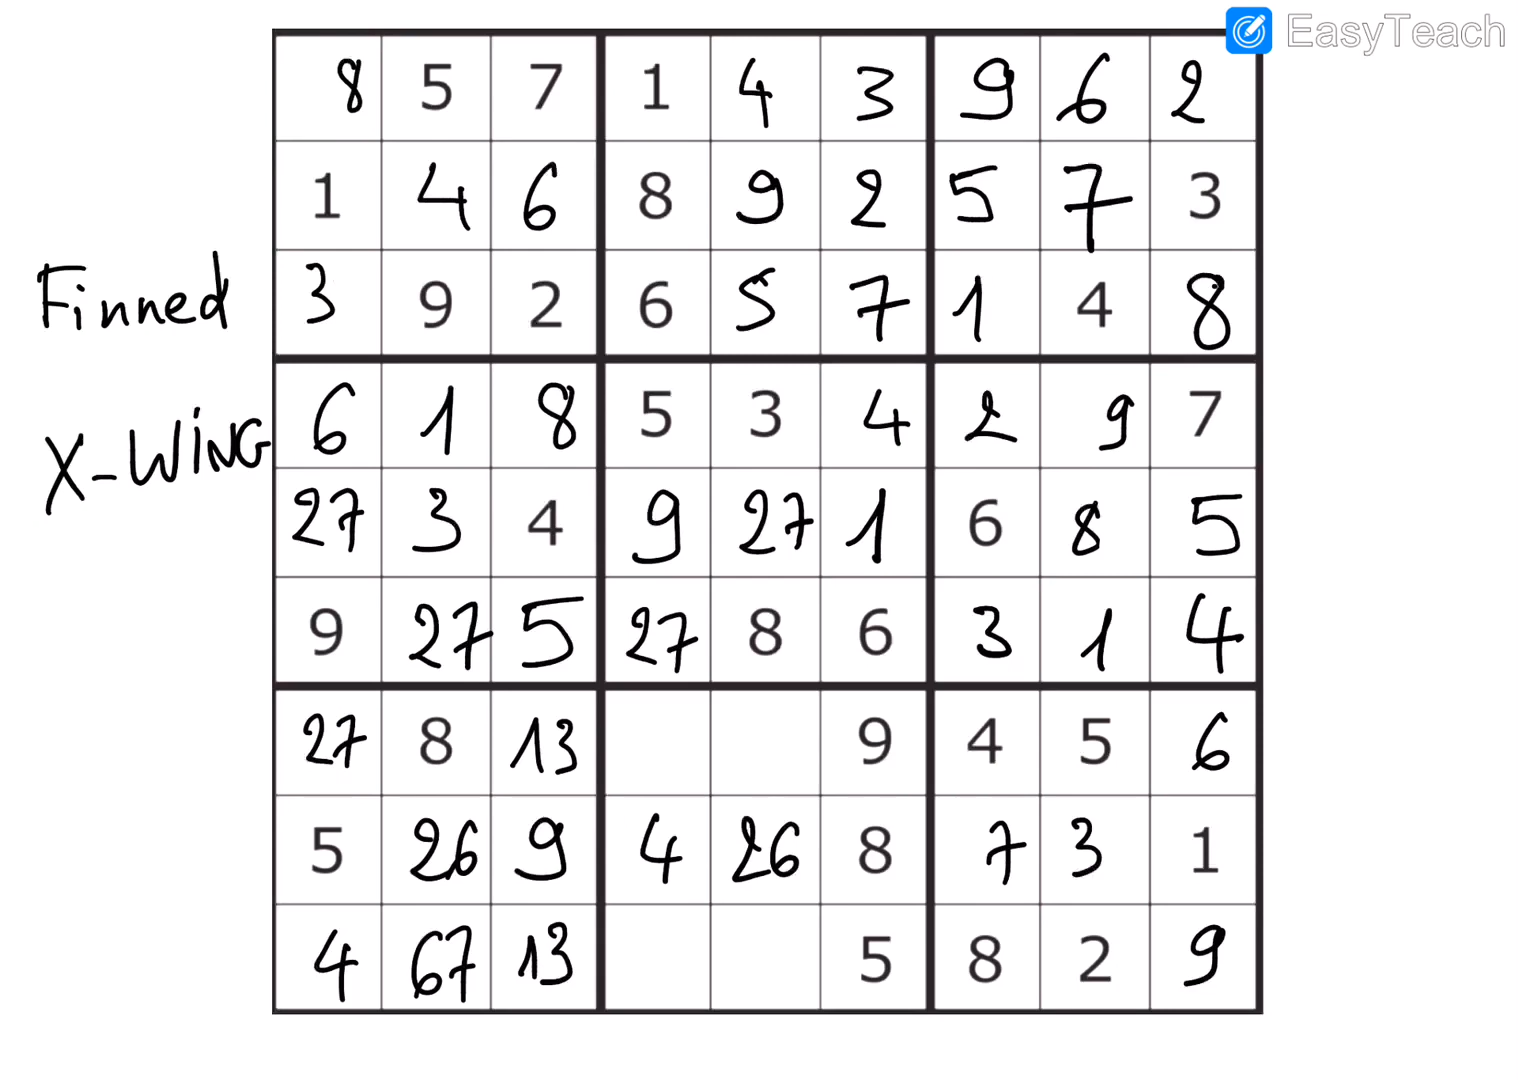 EasyTeach
8 5 7 1 4 3 9 6 2
1 4 6 8 9 2 5 7 3
Finned
3 9 2 6 5 7 1 4 8
X-WING
6 1 8 5 3 4 2 9 7
27 3 4 9 27 1 6 8 5
9 27 5 27 8 6 3 1 4
27 8 13 9 4 5 6
5 26 9 4 26 8 7 3 1
4 67 13 5 8 2 9